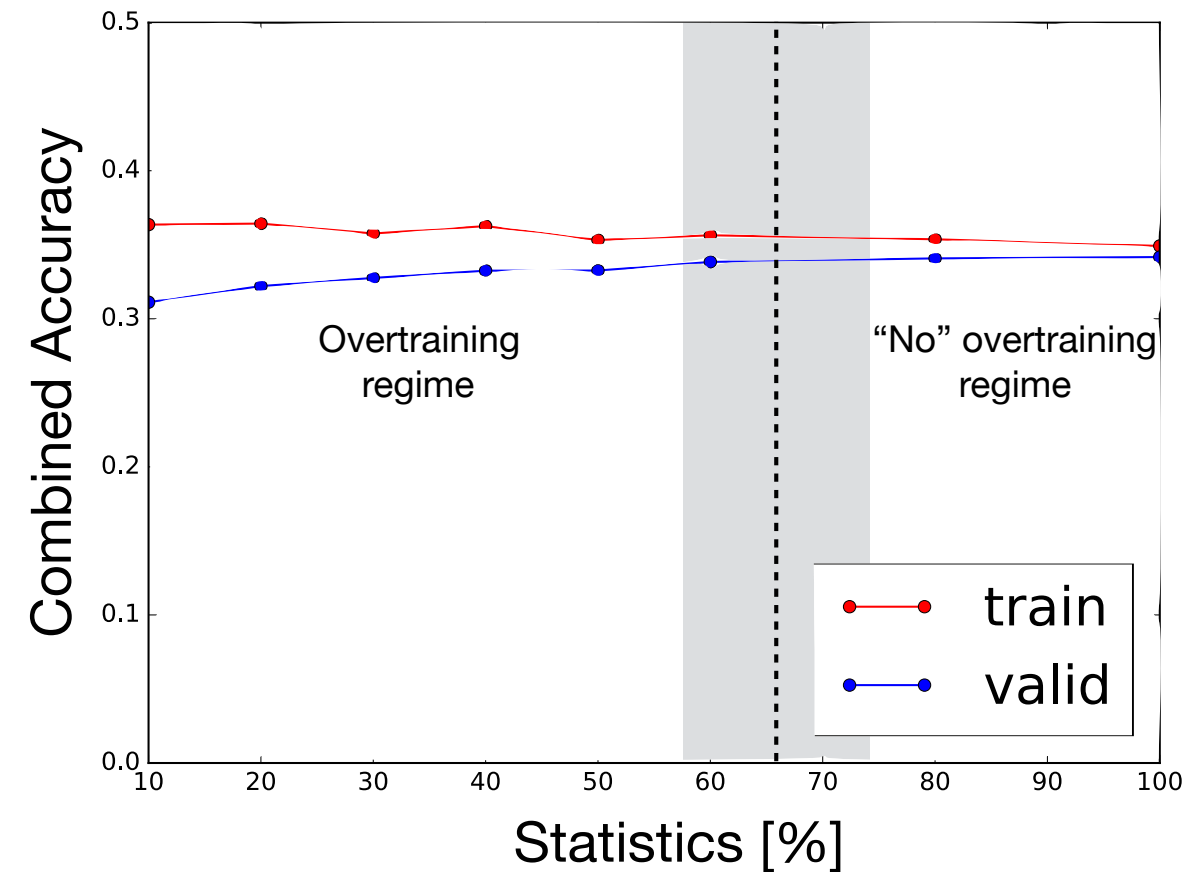 0.5
0.4
0.3
0.2
0.1
0.0
Combined Accuracy
Overtraining
regime
“No” overtraining
regime
train
valid
10 20 30 40 50 60 70 80 90 100
Statistics [%]